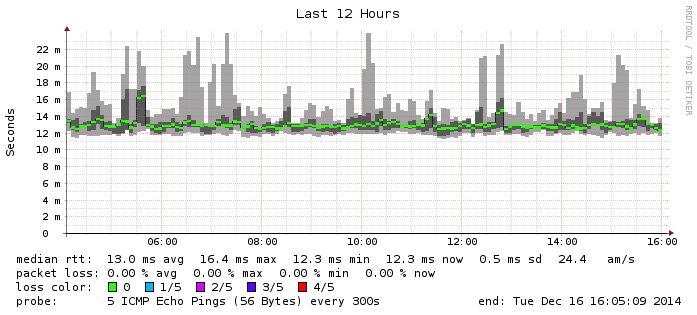 Last 12 Hours
RRDTOOL / TOBI OETIKER
Seconds
22 m
20 m
18 m
16 m
14 m
12 m
10 m
8 m
6 m
4 m
2 m
0
06:00 08:00 10:00 12:00 14:00 16:00
median rtt: 13.0 ms avg 16.4 ms max 12.3 ms min 12.3 ms now 0.5 ms sd 24.4 am/s
packet loss: 0.00 % avg 0.00 % max 0.00 % min 0.00 % now
loss color: 0 1/5 2/5 3/5 4/5
probe: 5 ICMP Echo Pings (56 Bytes) every 300s end: Tue Dec 16 16:05:09 2014